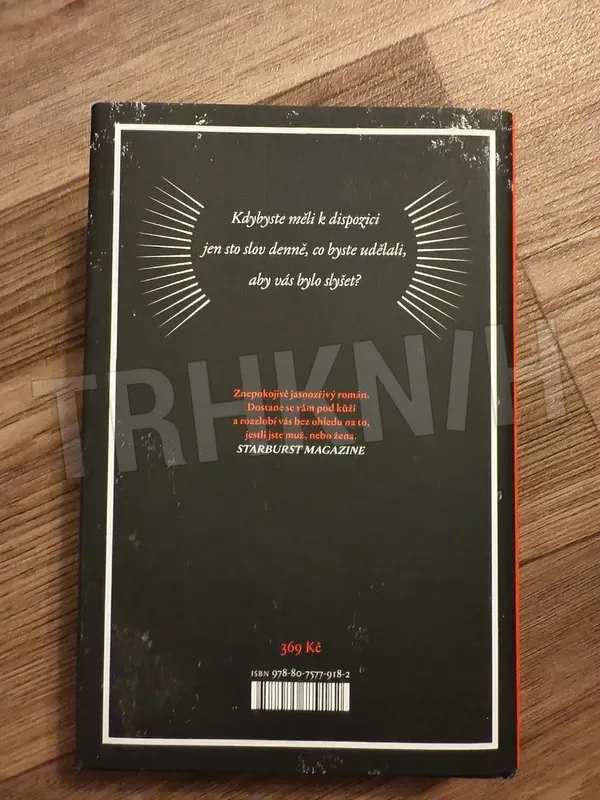 Kdybyste měli k dispozici
jen sto slov denně, co byste udělali,
aby vás bylo slyšet?
TRHKNIH
Znepokojivě jasnozřivý román.
Dostane se vám pod kůži
a rozzlobí vás bez ohledu na to,
jestli jste muž, nebo žena.
STARBURST MAGAZINE
369 Kč
ISBN 978-80-7577-918-2